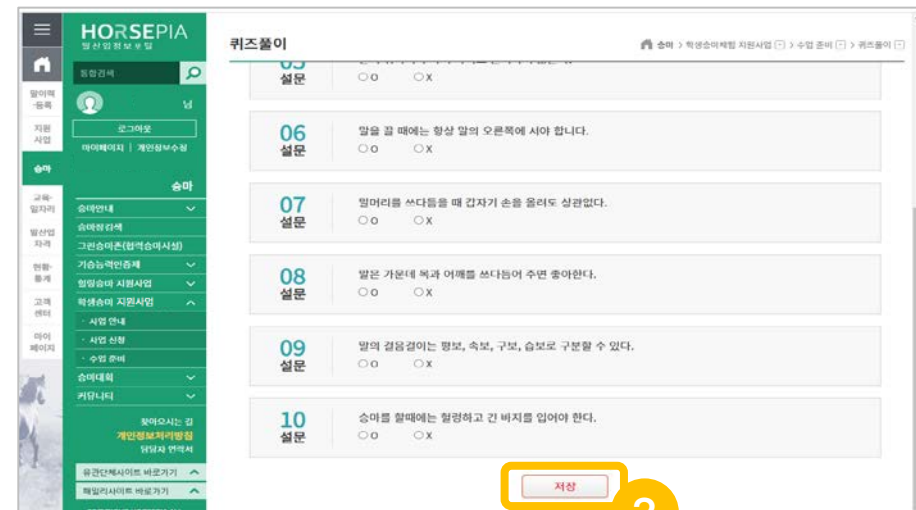 HORSEPIA
말산업정보포털
통합검색
님
로그아웃
마이페이지 | 개인정보수정
승마
승마안내
승마장검색
그린승마존(협력승마시설)
기승능력인증제
힐링승마 지원사업
학생승마 지원사업
· 사업 안내
· 사업 신청
· 수업 준비
승마대회
커뮤니티
찾아오시는 길
개인정보처리방침
담당자 연락처
유관단체사이트 바로가기
패밀리사이트 바로가기
말이력
·등록
지원
사업
승마
교육·
일자리
말산업
자격
현황·
통계
고객
센터
마이
페이지
퀴즈풀이
승마 > 학생승마체험 지원사업 > 수업 준비 > 퀴즈풀이
설문
O X
06
설문
말을 끌 때에는 항상 말의 오른쪽에 서야 합니다.
O X
07
설문
말머리를 쓰다듬을 때 갑자기 손을 올려도 상관없다.
O X
08
설문
말은 가운데 목과 어깨를 쓰다듬어 주면 좋아한다.
O X
09
설문
말의 걸음걸이는 평보, 속보, 구보, 습보로 구분할 수 있다.
O X
10
설문
승마를 할때에는 헐렁하고 긴 바지를 입어야 한다.
O X
저장